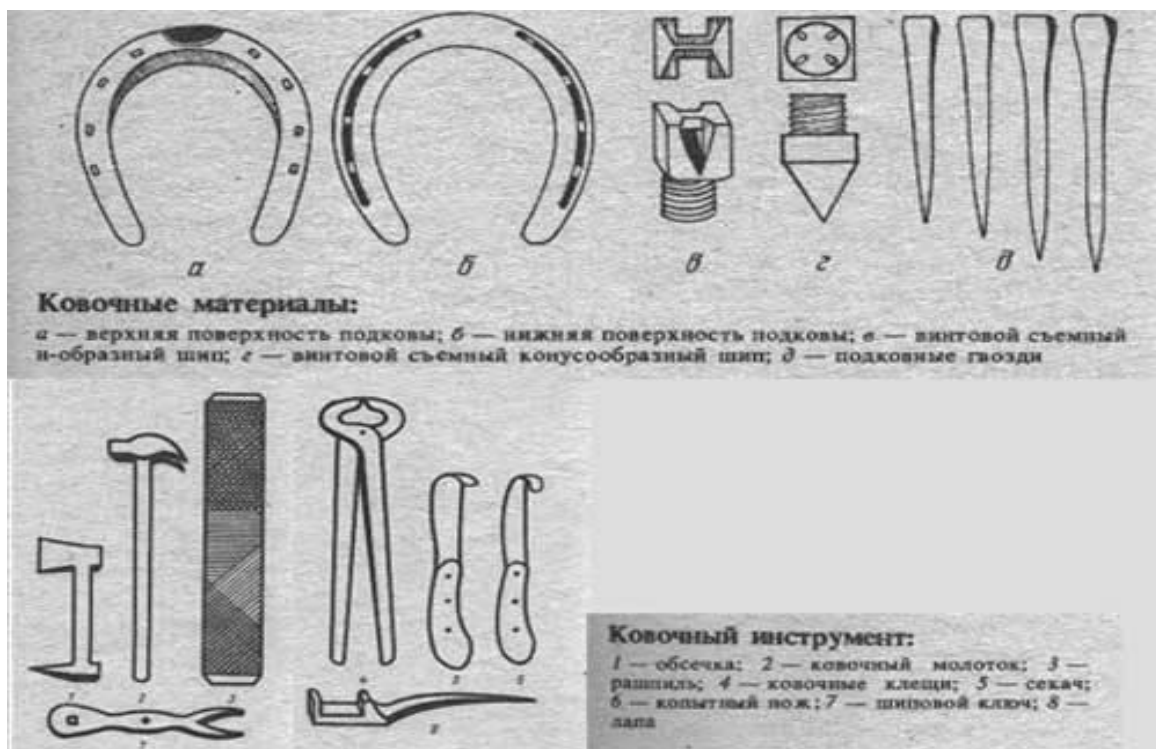 а
б
в
г
д
Ковочные материалы:
а — верхняя поверхность подковы; б — нижняя поверхность подковы; в — винтовой съемный
н-образный шип; г — винтовой съемный конусообразный шип; д — подковные гвозди
1
2
3
4
5
6
7
8
Ковочный инструмент:
1 — обсечка; 2 — ковочный молоток; 3 —
рашпиль; 4 — ковочные клещи; 5 — секач;
6 — копытный нож; 7 — шиповой ключ; 8 —
лапа